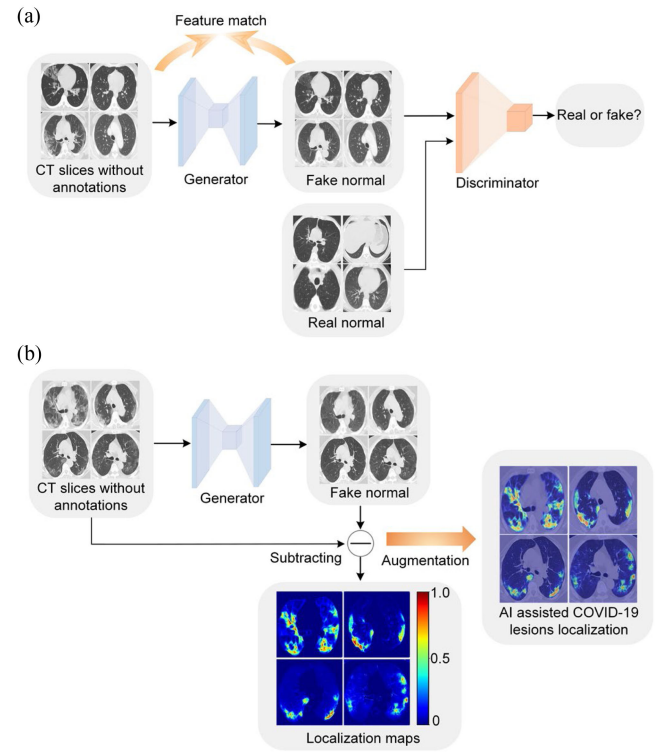 (a)
Feature match
CT slices without
annotations
Generator
Fake normal
Discriminator
Real or fake?
Real normal
(b)
CT slices without
annotations
Generator
Fake normal
Subtracting
Augmentation
AI assisted COVID-19
lesions localization
1.0
0.5
0
Localization maps